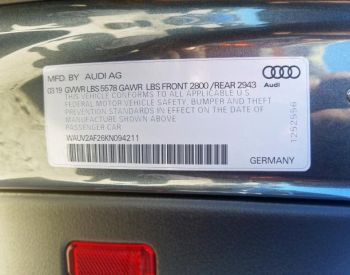 MFD. BY AUDI AG
03 19 GVWR LBS 5578 GAWR LBS FRONT 2800 /REAR 2943
THIS VEHICLE CONFORMS TO ALL APPLICABLE
FEDERAL MOTOR VEHICLE SAFETY, BUMPER AND THEFT
PREVENTION STANDARDS IN EFFECT ON THE DATE
OF MANUFACTURE SHOWN ABOVE.
PASSENGER CAR
WAUV2AF26KN094211
GERMANY
Audi
1252556